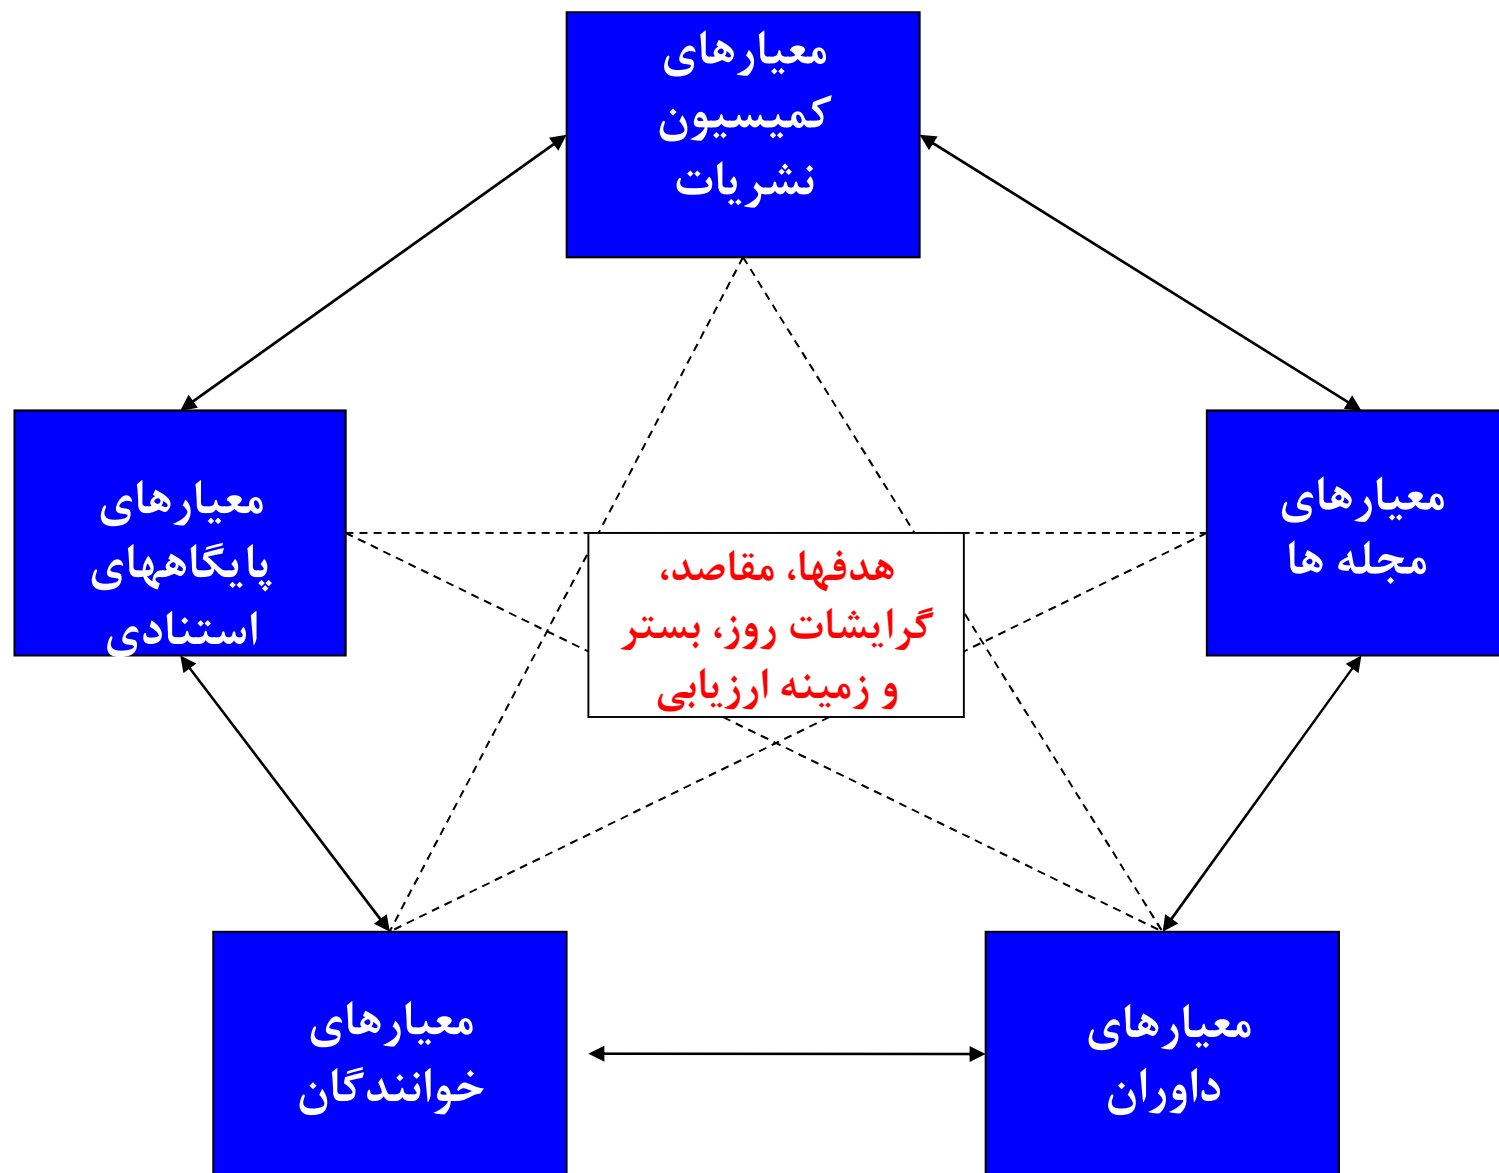 معیارهای
کمیسیون
نشریات
معیارهای
مجله ها
معیارهای
پایگاههای
استنادی
هدفها، مقاصد،
گرایشات روز، بستر
و زمینه ارزیابی
معیارهای
داوران
معیارهای
خوانندگان